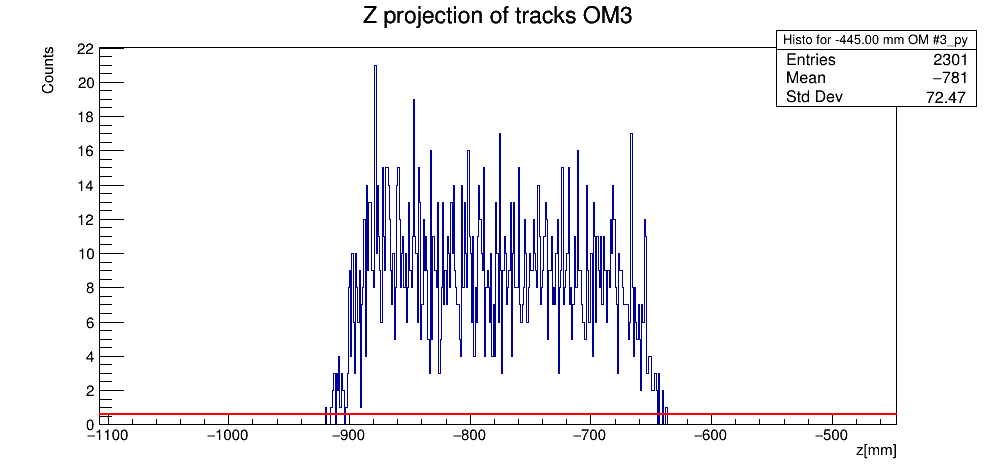 Z projection of tracks OM3
Histo for -445.00 mm OM #3_py
Entries 2301
Mean −781
Std Dev 72.47
Counts
22
20
18
16
14
12
10
8
6
4
2
0
−1100 −1000 −900 −800 −700 −600 −500
z[mm]